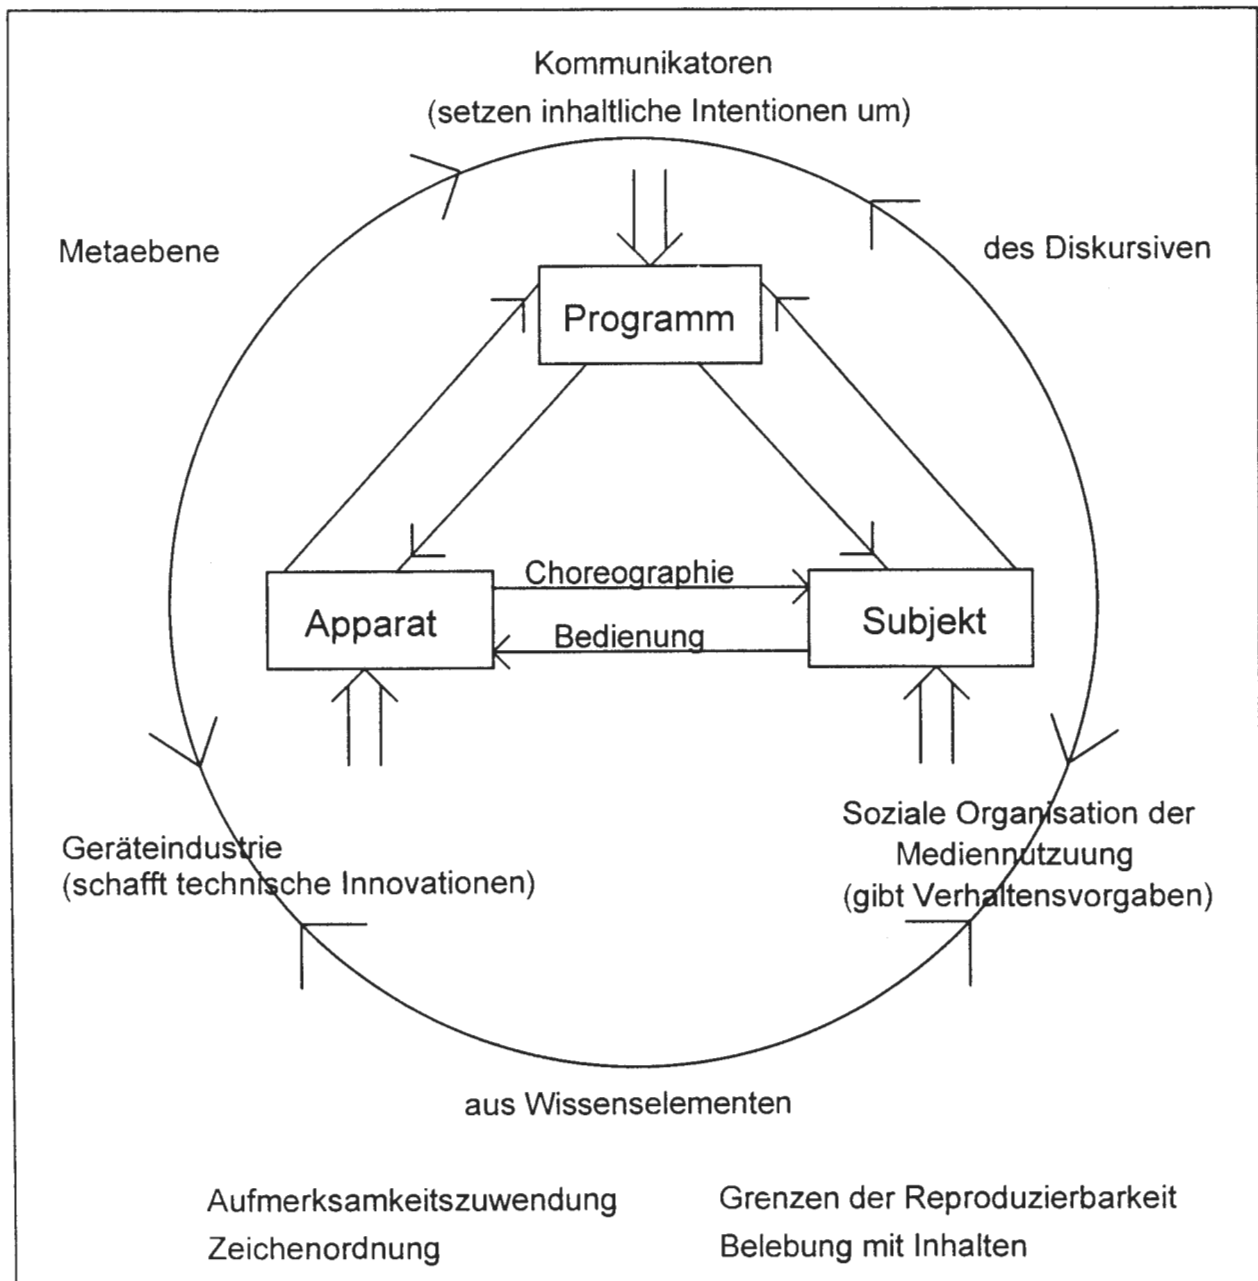 Kommunikatoren
(setzen inhaltliche Intentionen um)
Metaebene
des Diskursiven
Programm
Choreographie
Apparat
Subjekt
Bedienung
Geräteindustrie
(schafft technische Innovationen)
Soziale Organisation der
Mediennutzuung
(gibt Verhaltensvorgaben)
aus Wissenselementen
Aufmerksamkeitszuwendung
Grenzen der Reproduzierbarkeit
Zeichenordnung
Belebung mit Inhalten